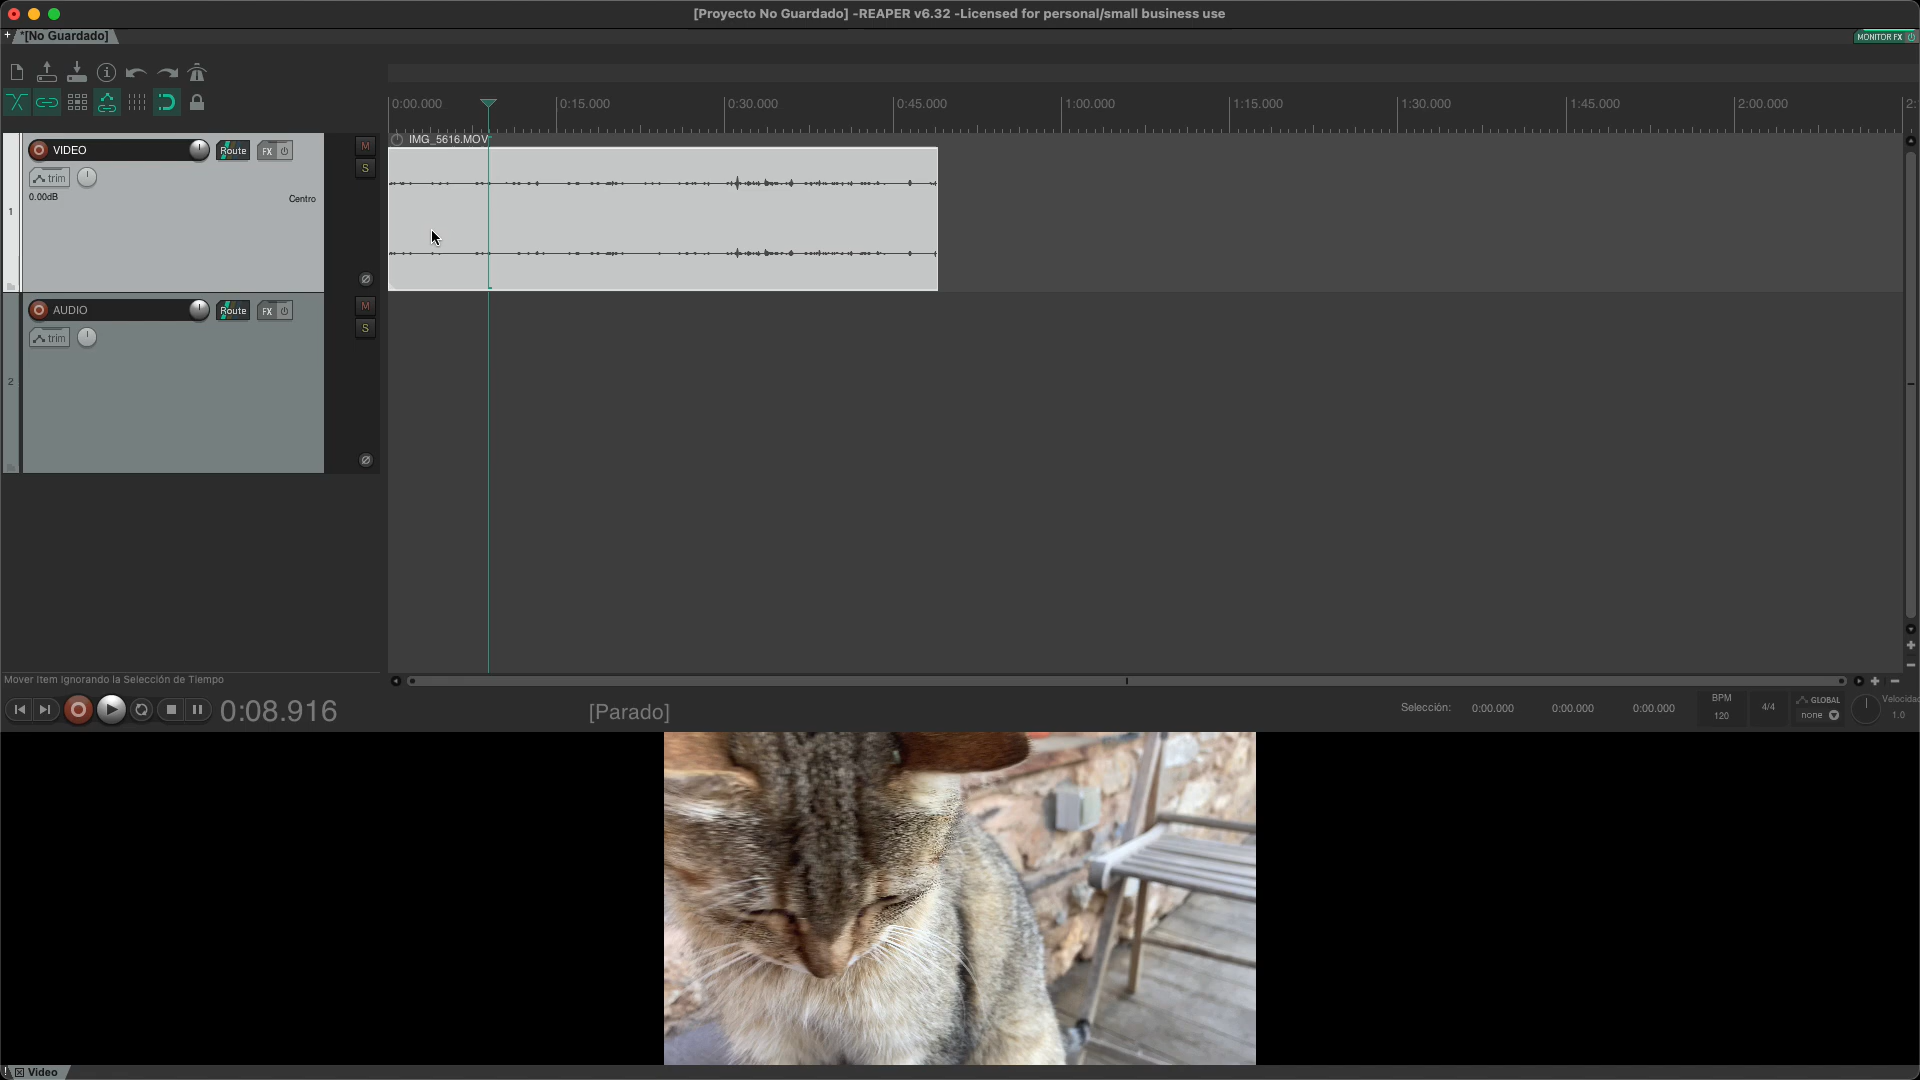 [Proyecto No Guardado] -REAPER v6.32 -Licensed for personal/small business use
+ *[No Guardado]
MONITOR FX
0:00.000 0:15.000 0:30.000 0:45.000 1:00.000 1:15.000 1:30.000 1:45.000 2:00.000 2:
IMG_5616.MOV
VIDEO Route FX M
trim S
0.00dB Centro
1
AUDIO Route FX M
trim S
2
Mover Item Ignorando la Selección de Tiempo
0:08.916 [Parado] Selección: 0:00.000 0:00.000 0:00.000
BPM
120
4/4
GLOBAL
none
Velocidad
1.0
! Video